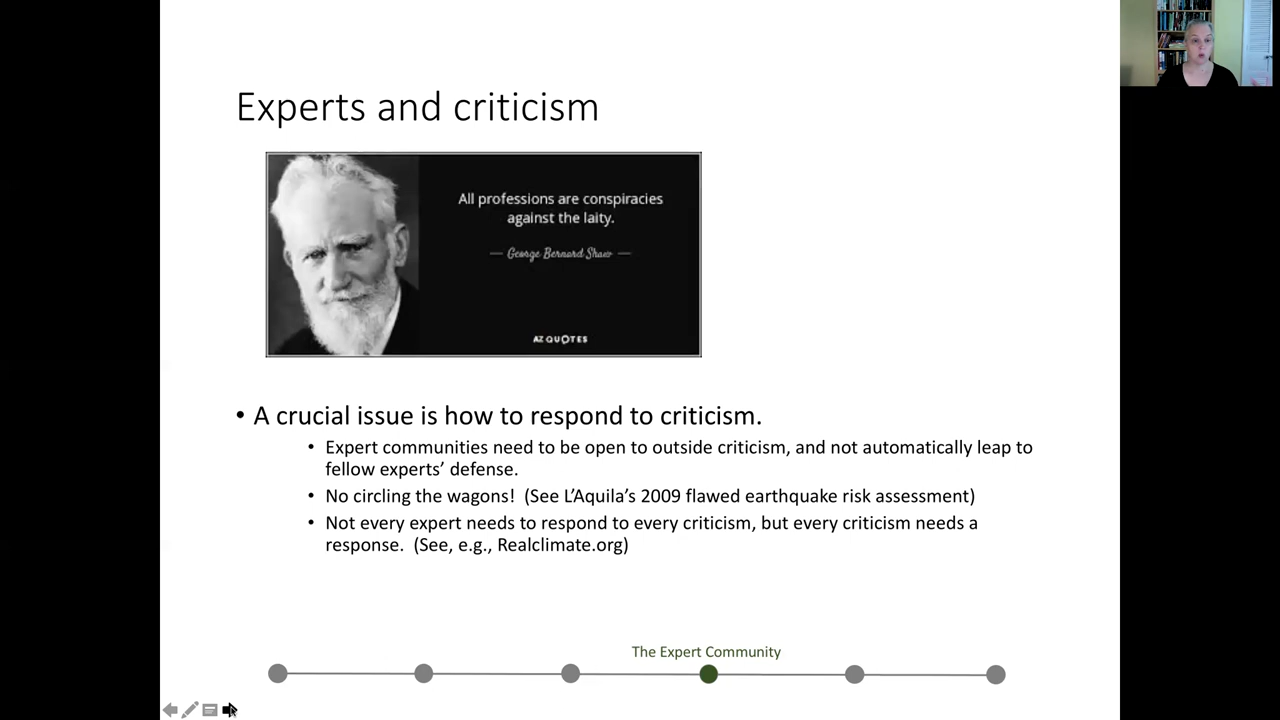 Experts and criticism
All professions are conspiracies
against the laity.
— George Bernard Shaw —
AZ QUOTES
• A crucial issue is how to respond to criticism.
• Expert communities need to be open to outside criticism, and not automatically leap to
fellow experts’ defense.
• No circling the wagons!  (See L’Aquila’s 2009 flawed earthquake risk assessment)
• Not every expert needs to respond to every criticism, but every criticism needs a
response.  (See, e.g., Realclimate.org)
The Expert Community